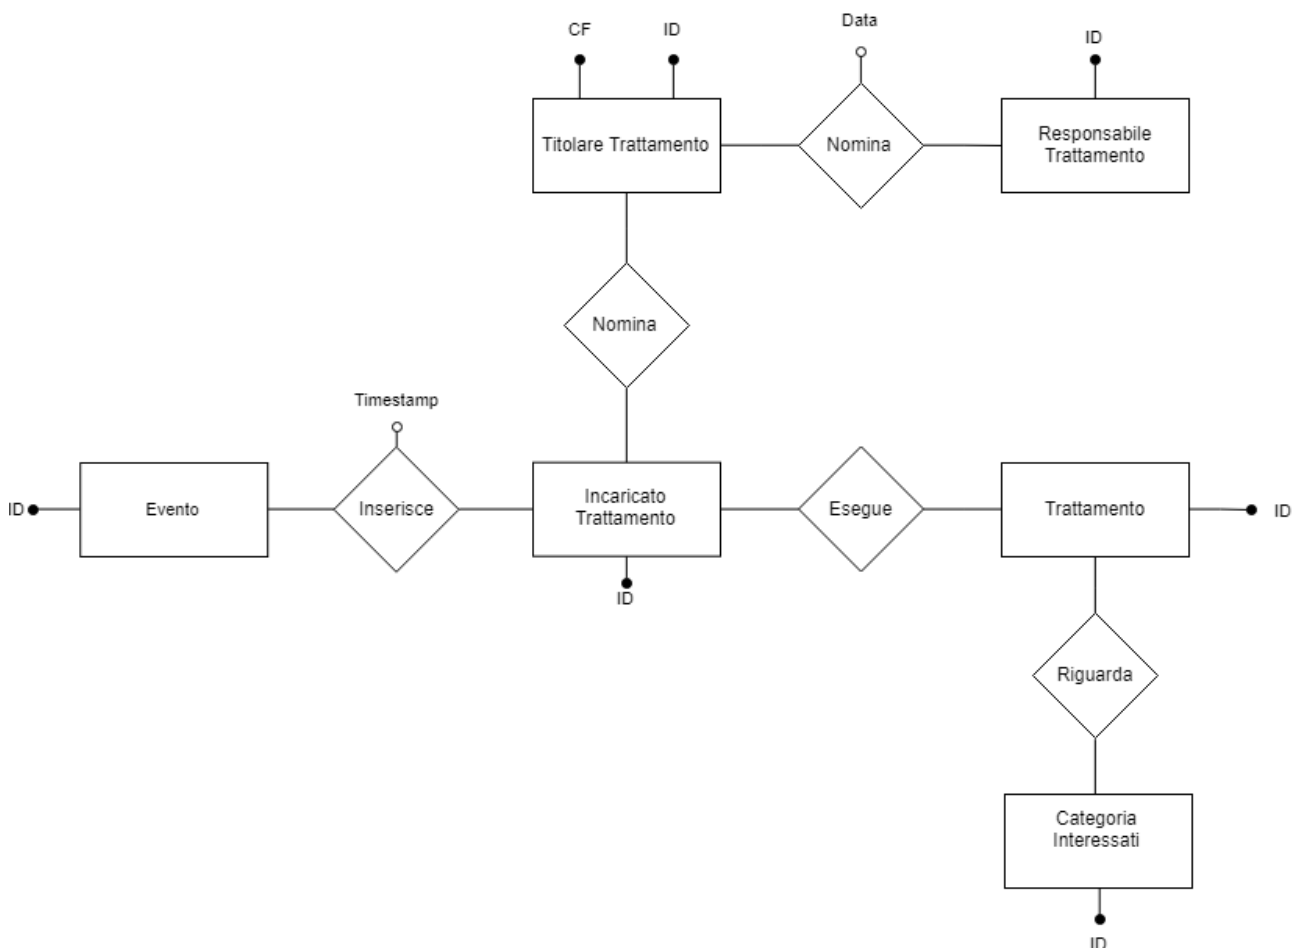 Data
CF
ID
ID
Titolare Trattamento
Nomina
Responsabile
Trattamento
Nomina
Timestamp
ID
Evento
Inserisce
Incaricato
Trattamento
Esegue
Trattamento
ID
ID
Riguarda
Categoria
Interessati
ID